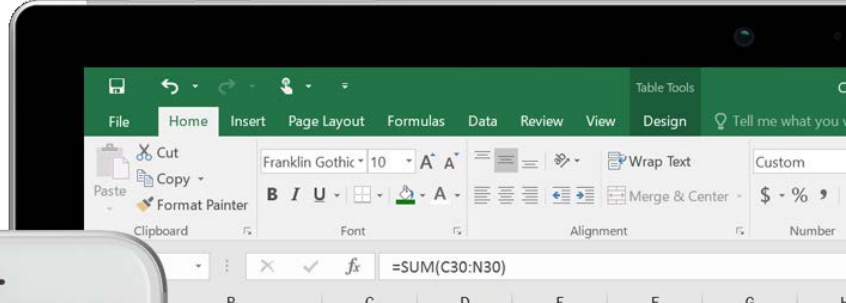 Table Tools
File Home Insert Page Layout Formulas Data Review View Design Tell me what you
Cut
Franklin Gothic 10 A A Wrap Text Custom
Copy
Paste B I U A Merge & Center $ % ,
Format Painter
Clipboard Font Alignment Number
fx =SUM(C30:N30)